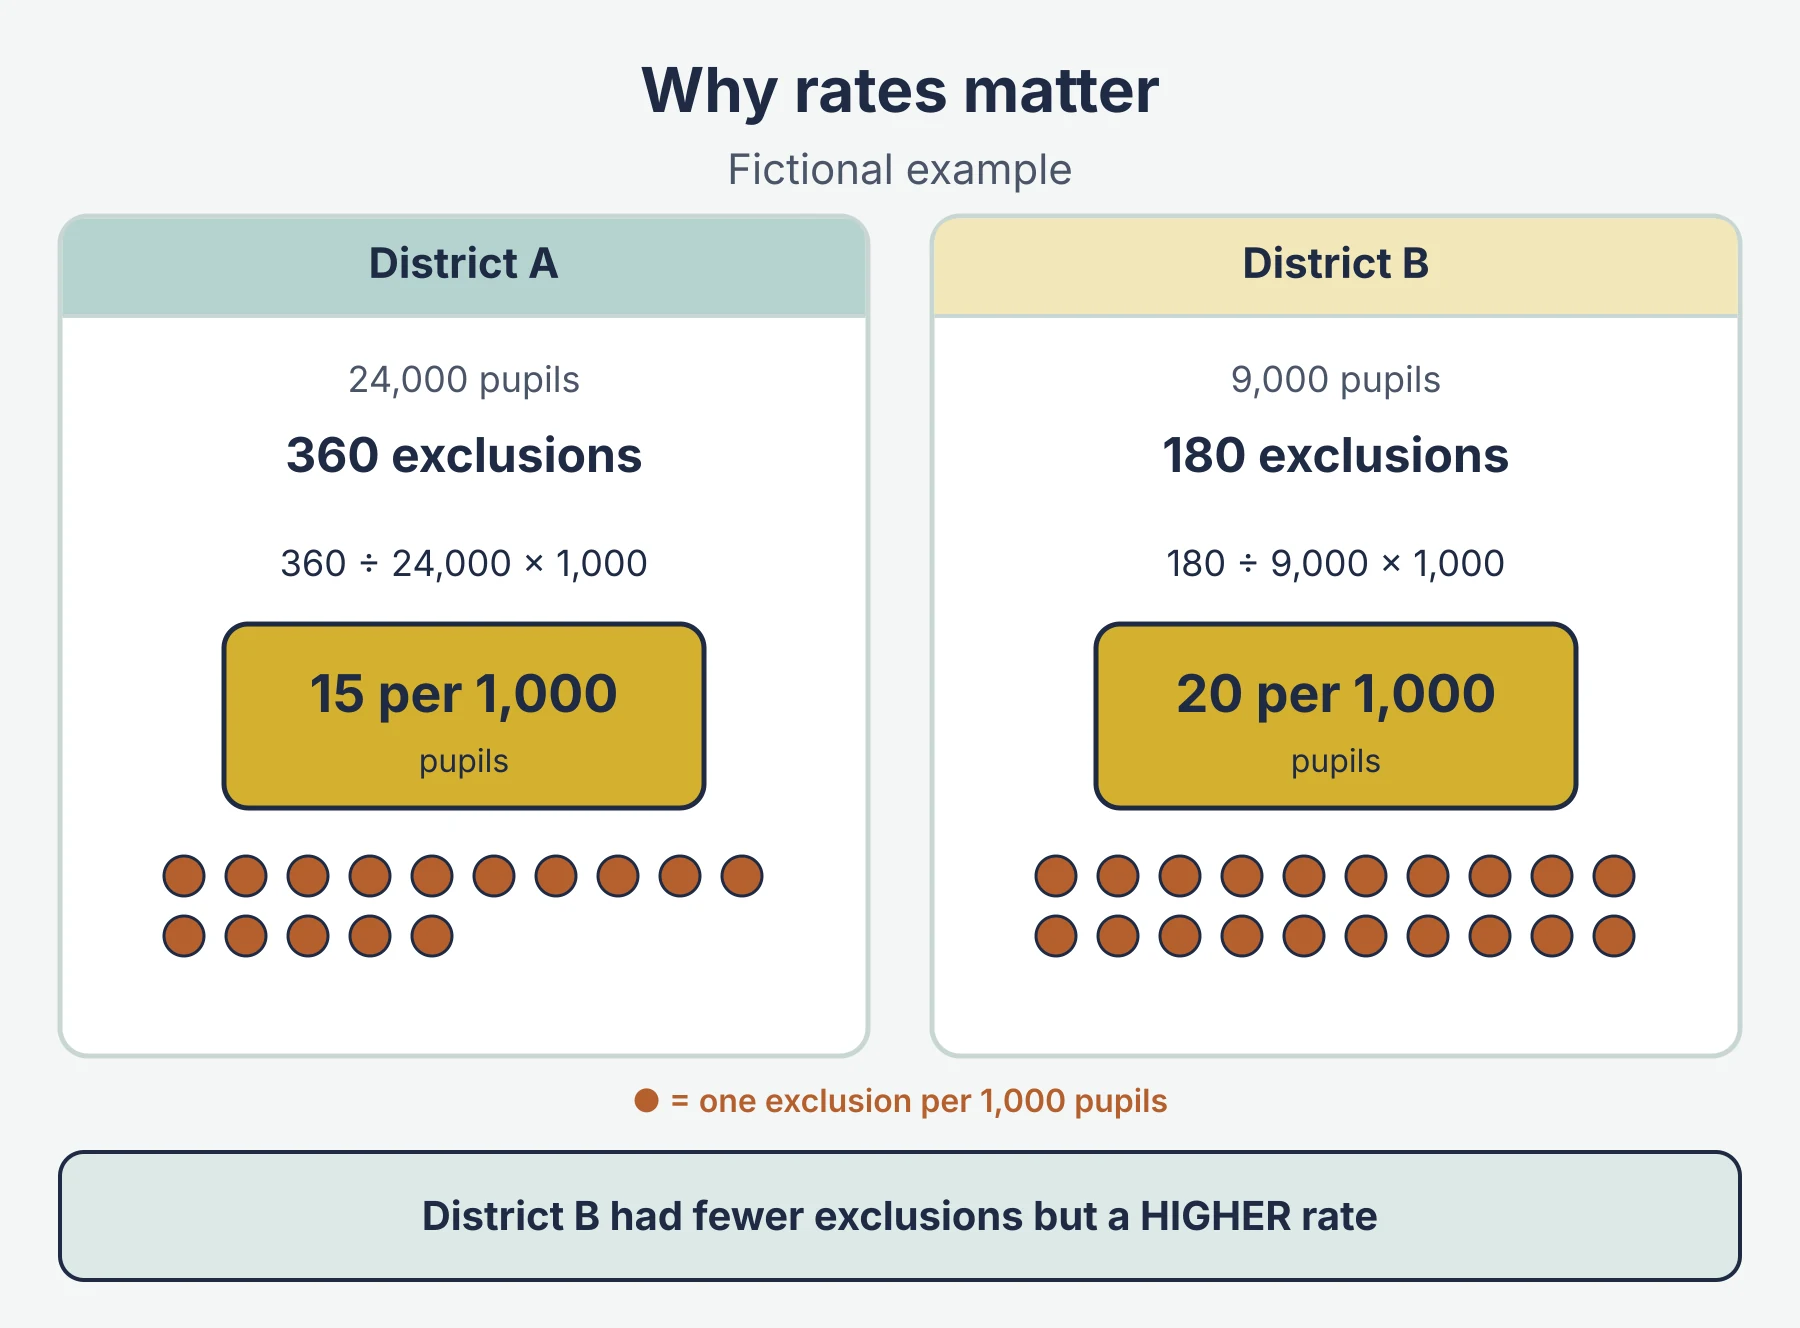 Why rates matter
Fictional example
District A
24,000 pupils
360 exclusions
360 ÷ 24,000 × 1,000
15 per 1,000
pupils
District B
9,000 pupils
180 exclusions
180 ÷ 9,000 × 1,000
20 per 1,000
pupils
= one exclusion per 1,000 pupils
District B had fewer exclusions but a HIGHER rate